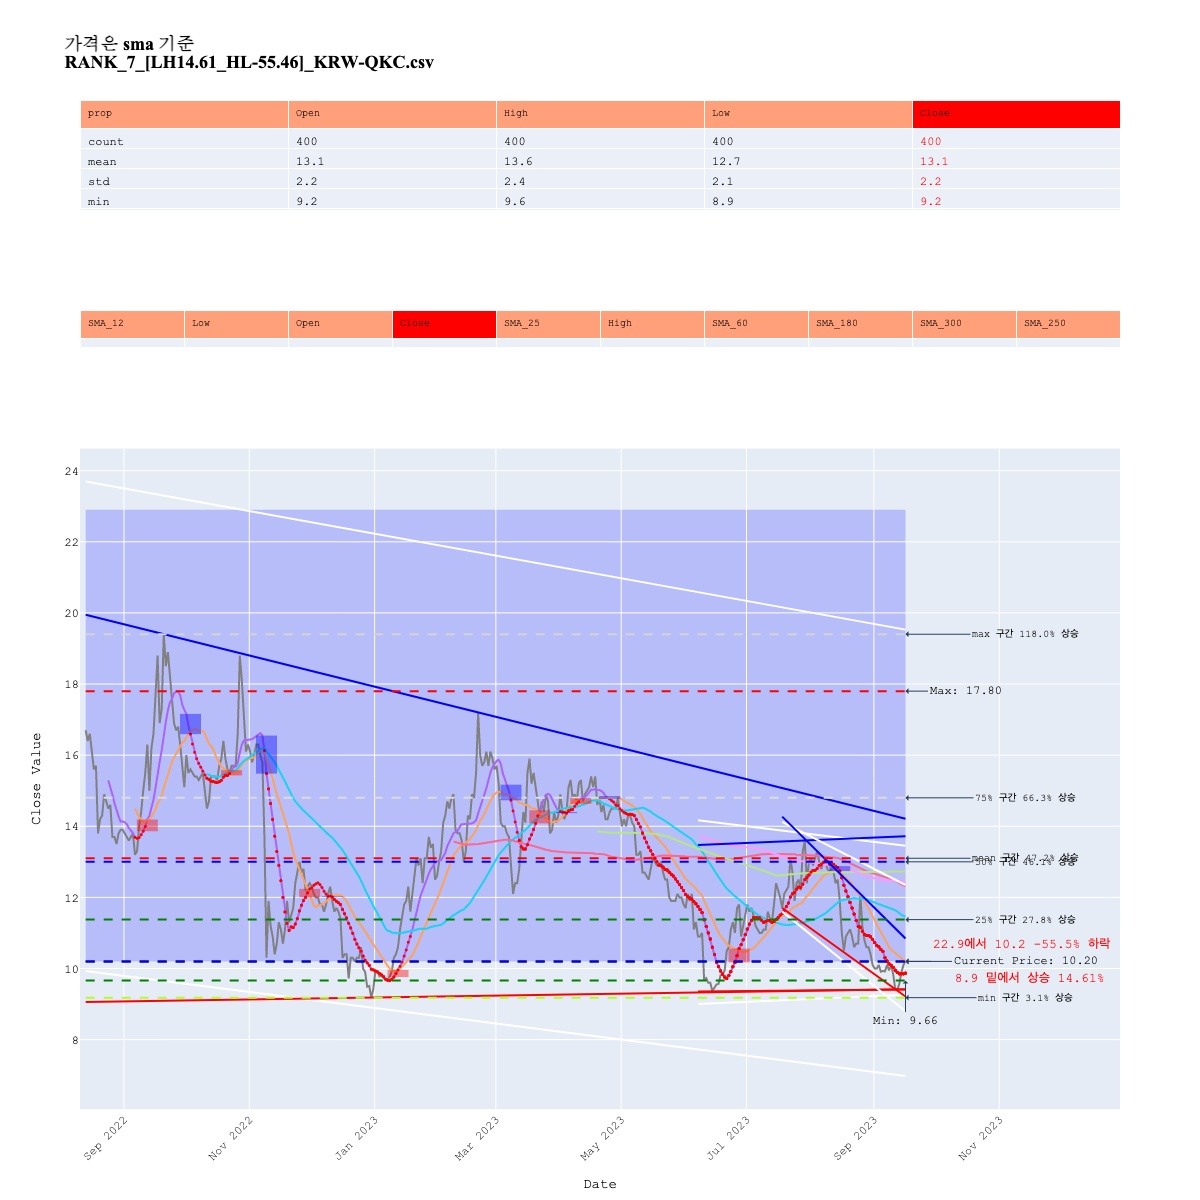 가격은 sma 기준
RANK_7_[LH14.61_HL-55.46]_KRW-QKC.csv
prop Open High Low Close
count 400 400 400 400
mean 13.1 13.6 12.7 13.1
std 2.2 2.4 2.1 2.2
min 9.2 9.6 8.9 9.2
SMA_12 Low Open Close SMA_25 High SMA_60 SMA_180 SMA_300 SMA_250
24
22
20
max 구간 118.0% 상승
18
Max: 17.80
16
Close Value
75% 구간 66.3% 상승
14
mean 구간 47.2% 상승
12
25% 구간 27.8% 상승
22.9에서 10.2 -55.5% 하락
10
Current Price: 10.20
8.9 밑에서 상승 14.61%
min 구간 3.1% 상승
Min: 9.66
8
Sep 2022 Nov 2022 Jan 2023 Mar 2023 May 2023 Jul 2023 Sep 2023 Nov 2023
Date